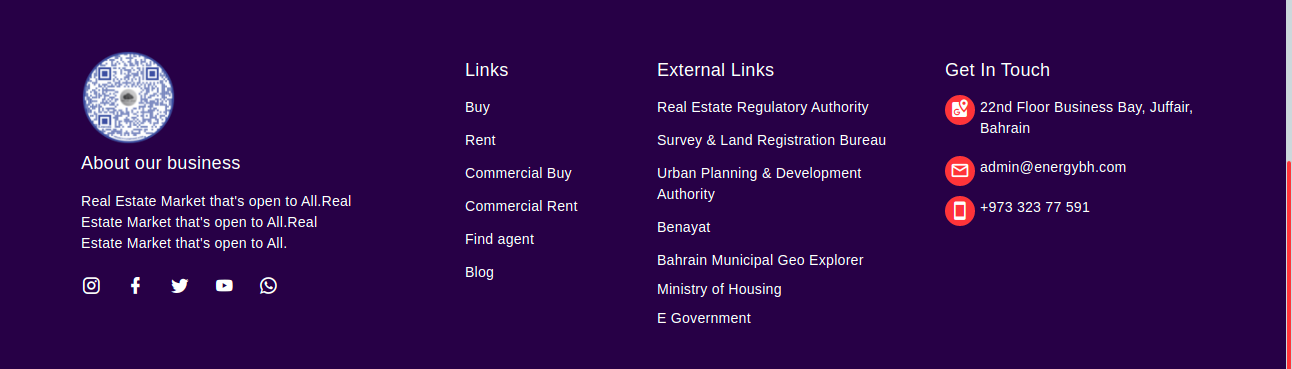 About our business
Real Estate Market that's open to All.Real
Estate Market that's open to All.Real
Estate Market that's open to All.
Links
Buy
Rent
Commercial Buy
Commercial Rent
Find agent
Blog
External Links
Real Estate Regulatory Authority
Survey & Land Registration Bureau
Urban Planning & Development
Authority
Benayat
Bahrain Municipal Geo Explorer
Ministry of Housing
E Government
Get In Touch
22nd Floor Business Bay, Juffair,
Bahrain
admin@energybh.com
+973 323 77 591